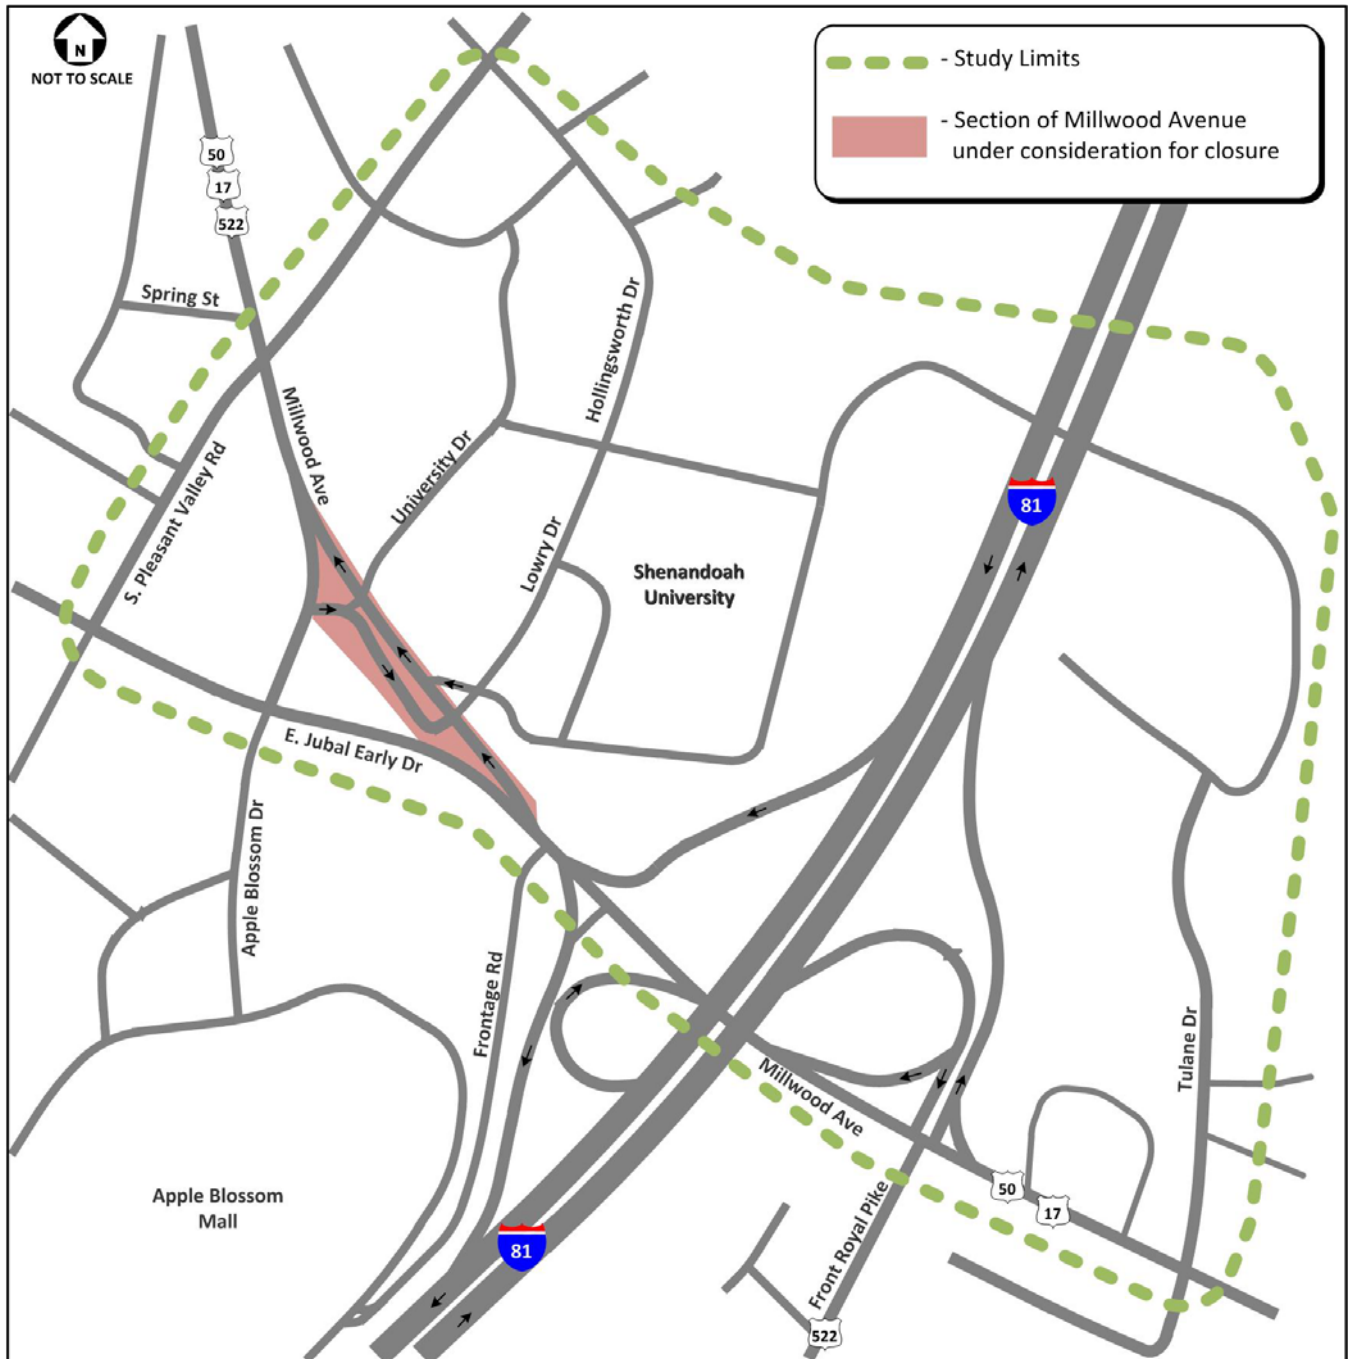 N
NOT TO SCALE
- Study Limits
- Section of Millwood Avenue
under consideration for closure
50
17
522
Spring St
Hollingsworth Dr
Millwood Ave
University Dr
S. Pleasant Valley Rd
81
Lowry Dr
Shenandoah
University
E. Jubal Early Dr
Apple Blossom Dr
Frontage Rd
Millwood Ave
Tulane Dr
50
17
Apple Blossom
Mall
Front Royal Pike
81
522